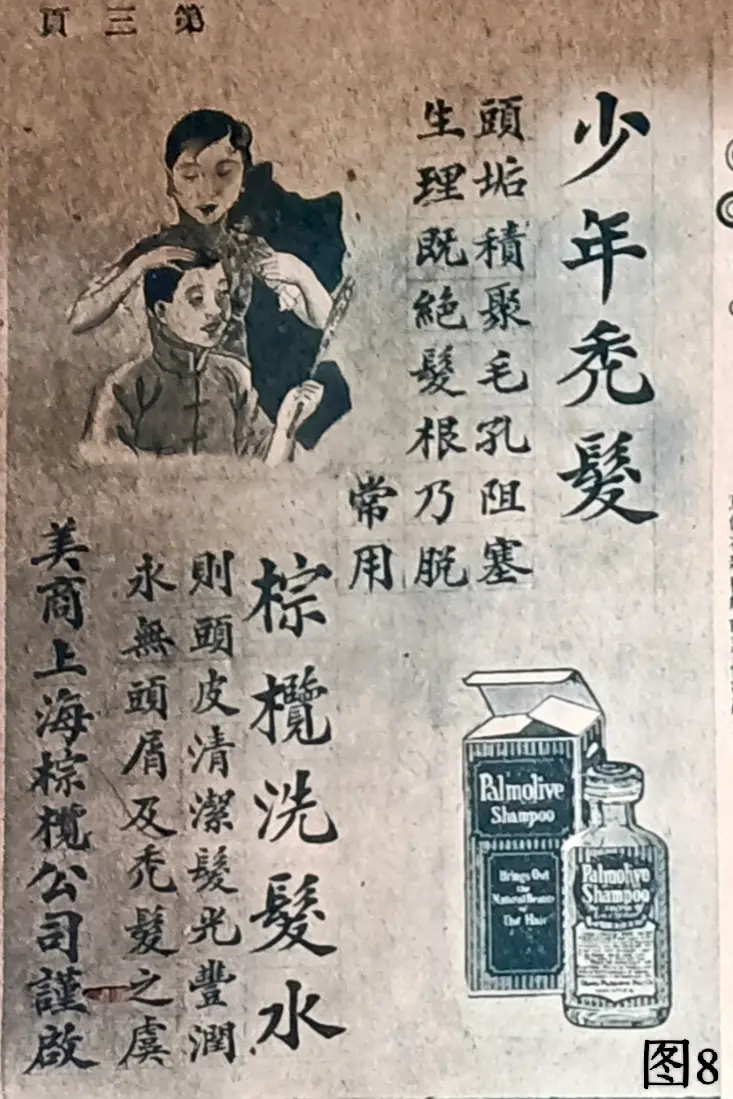 第三頁
少年禿髮
頭垢積聚毛孔阻塞
生理既絕髮根乃脫
常用
棕欖洗髮水
則頭皮清潔髮光豐潤
永無頭屑及禿髮之虞
美商上海棕欖公司謹啟
Palmolive
Shampoo
Brings Out
the
Natural Beauty
of
The Hair
Palmolive
Shampoo
图8